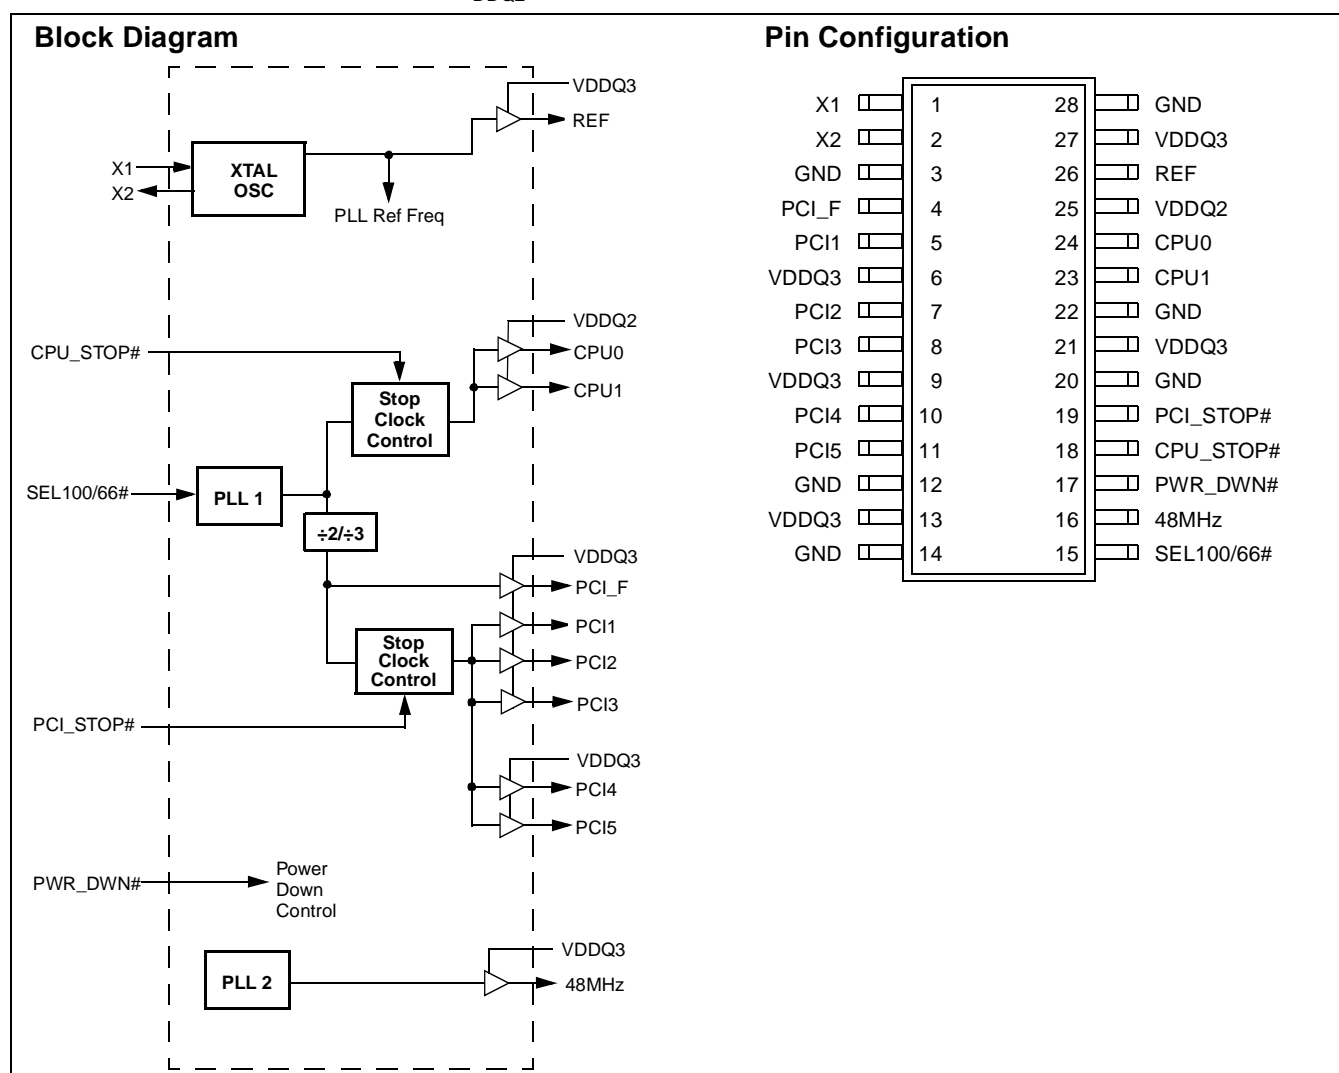 DDQ2
Block Diagram
VDDQ3
REF
X1
X2
XTAL
OSC
PLL Ref Freq
VDDQ2
CPU_STOP#
CPU0
CPU1
Stop
Clock
Control
SEL100/66#
PLL 1
÷2/÷3
VDDQ3
PCI_F
PCI1
Stop
Clock
Control
PCI2
PCI3
PCI_STOP#
VDDQ3
PCI4
PCI5
PWR_DWN#
Power
Down
Control
VDDQ3
PLL 2
48MHz
Pin Configuration
X1 1 28 GND
X2 2 27 VDDQ3
GND 3 26 REF
PCI_F 4 25 VDDQ2
PCI1 5 24 CPU0
VDDQ3 6 23 CPU1
PCI2 7 22 GND
PCI3 8 21 VDDQ3
VDDQ3 9 20 GND
PCI4 10 19 PCI_STOP#
PCI5 11 18 CPU_STOP#
GND 12 17 PWR_DWN#
VDDQ3 13 16 48MHz
GND 14 15 SEL100/66#